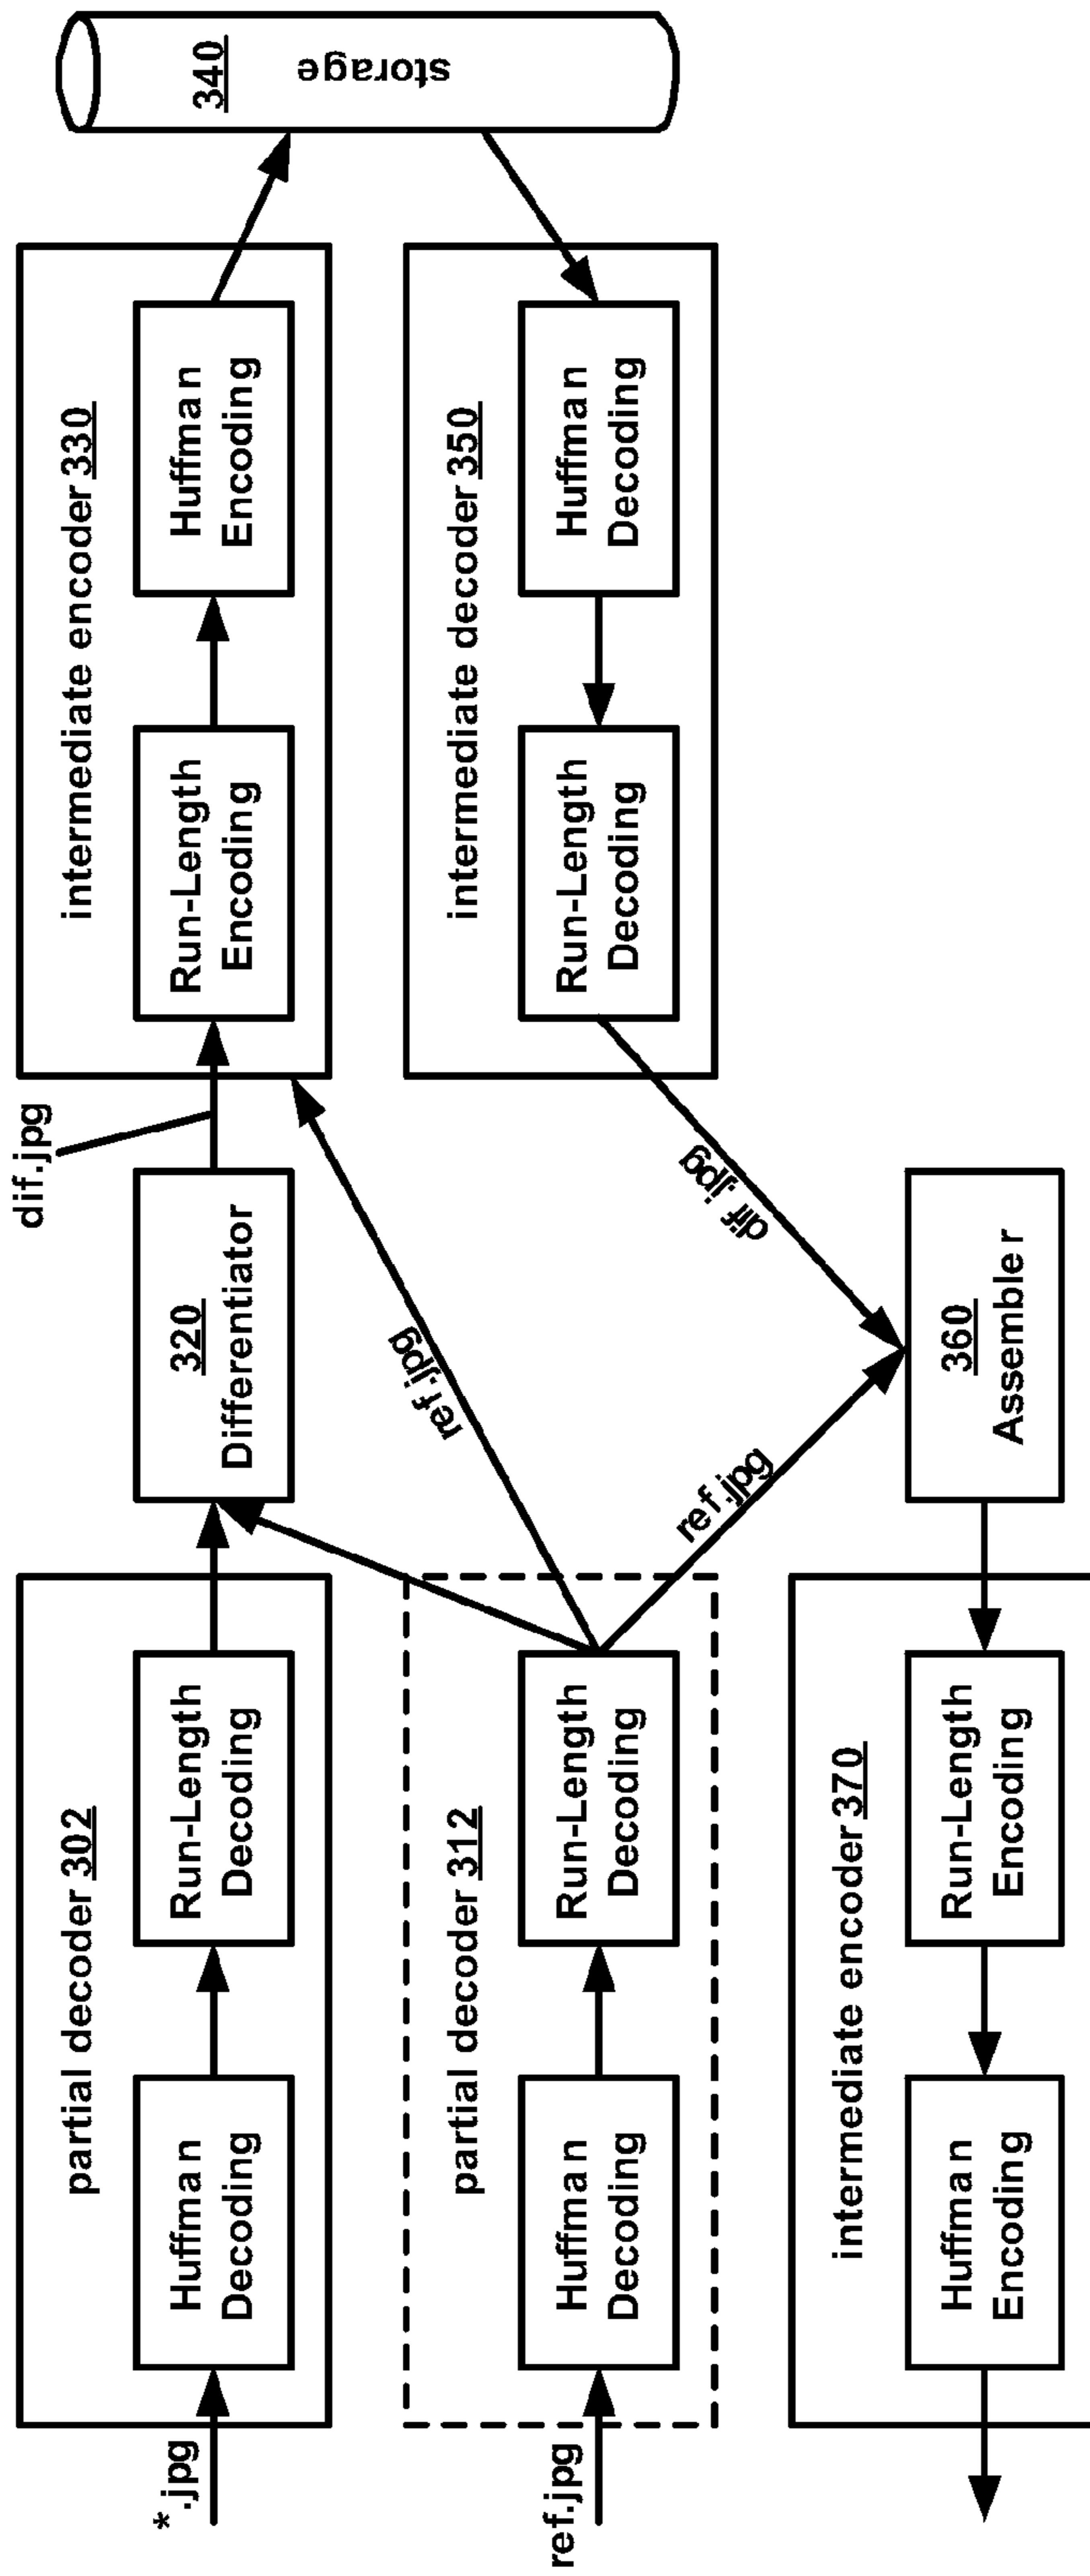 *.jpg
partial decoder 302
Huffman
Decoding
Run-Length
Decoding
320
Differentiator
dif.jpg
intermediate encoder 330
Run-Length
Encoding
Huffman
Encoding
340
storage
ref.jpg
partial decoder 312
Huffman
Decoding
Run-Length
Decoding
ref.jpg
ref.jpg
dif.jpg
intermediate decoder 350
Run-Length
Decoding
Huffman
Decoding
360
Assembler
intermediate encoder 370
Huffman
Encoding
Run-Length
Encoding